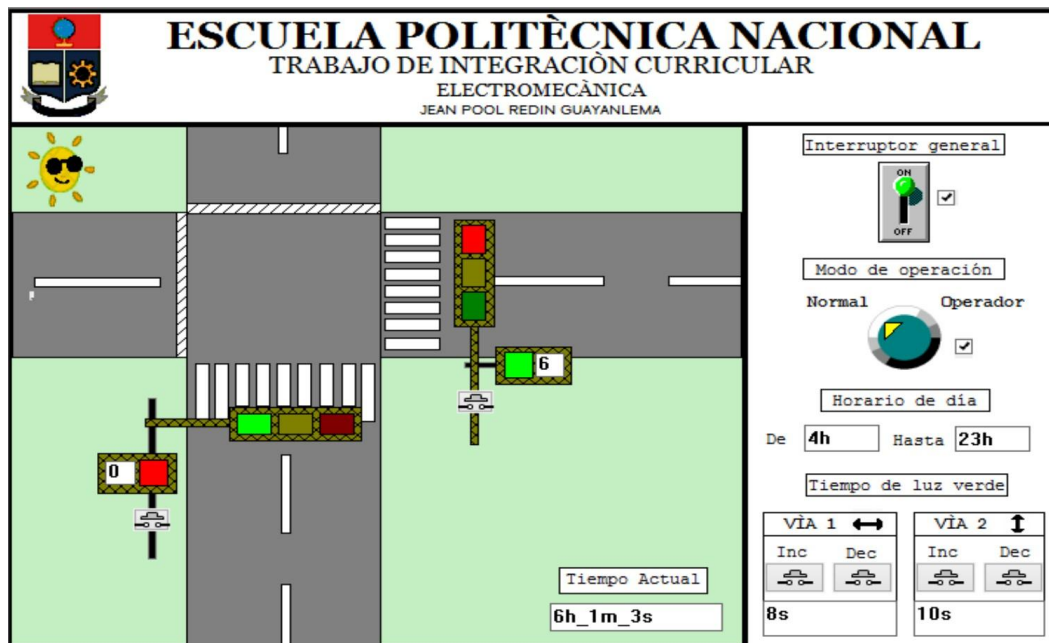 ESCUELA POLITÈCNICA NACIONAL
TRABAJO DE INTEGRACIÒN CURRICULAR
ELECTROMECÀNICA
JEAN POOL REDIN GUAYANLEMA
Interruptor general
ON
OFF
Modo de operación
Normal Operador
6
Horario de día
De 4h Hasta 23h
0
Tiempo de luz verde
VÌA 1 VÌA 2
Inc Dec Inc Dec
Tiempo Actual
6h_1m_3s
8s 10s